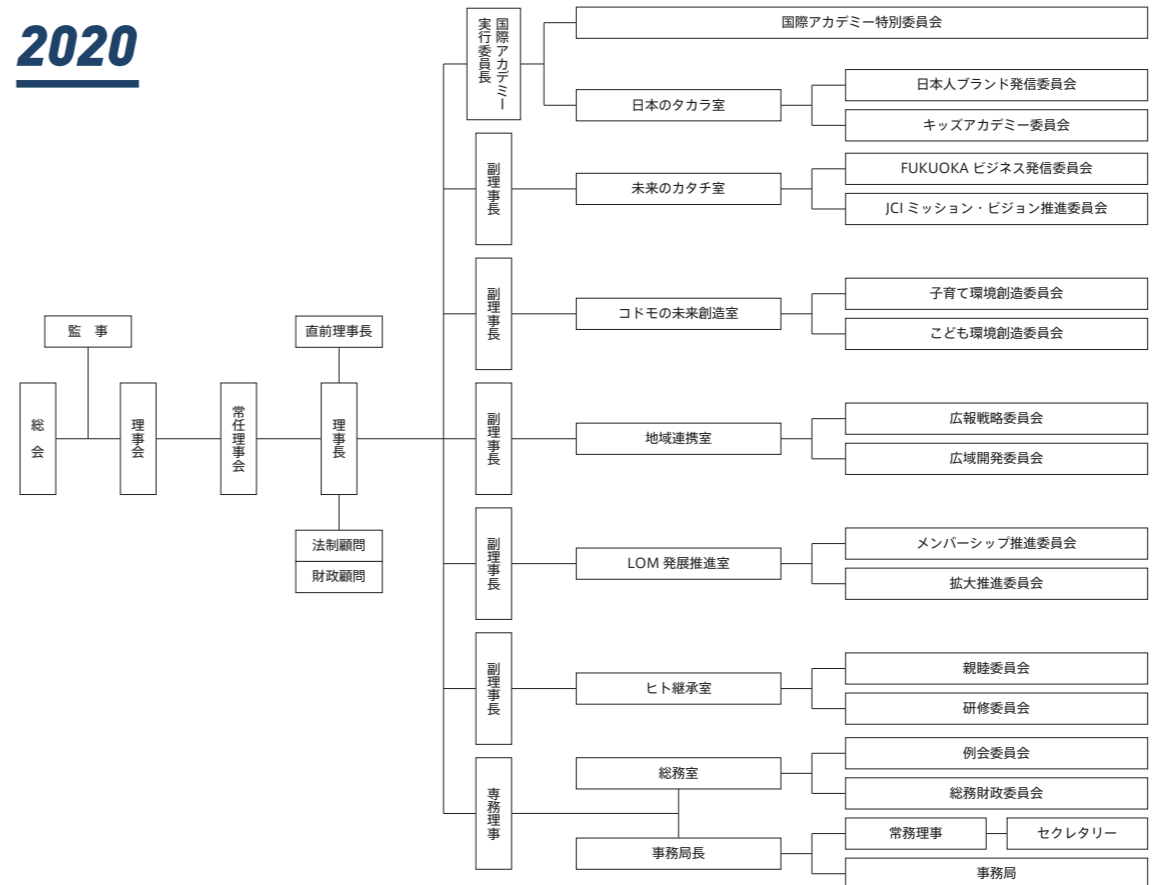 2020
監　事
総会
理事会
常任理事会
直前理事長
理事長
法制顧問
財政顧問
国際アカデミー
実行委員長
国際アカデミー特別委員会
日本のタカラ室
日本人ブランド発信委員会
キッズアカデミー委員会
副理事長
未来のカタチ室
FUKUOKA ビジネス発信委員会
JCI ミッション・ビジョン推進委員会
副理事長
コドモの未来創造室
子育て環境創造委員会
こども環境創造委員会
副理事長
地域連携室
広報戦略委員会
広域開発委員会
副理事長
LOM 発展推進室
メンバーシップ推進委員会
拡大推進委員会
副理事長
ヒト継承室
親睦委員会
研修委員会
専務理事
総務室
例会委員会
総務財政委員会
事務局長
常務理事
セクレタリー
事務局